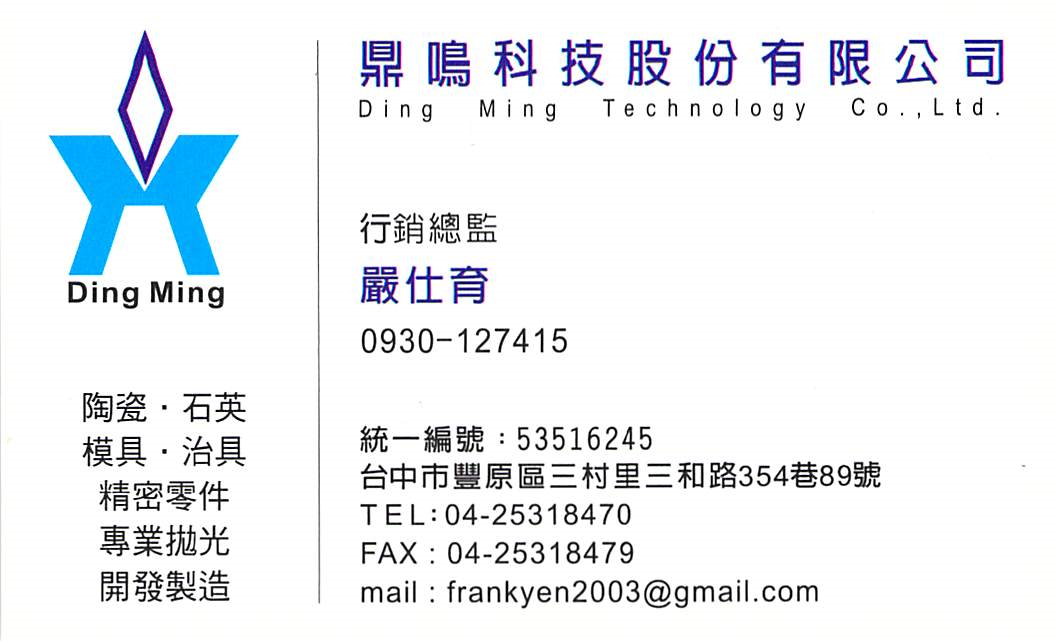 Ding Ming
陶瓷·石英
模具·治具
精密零件
專業拋光
開發製造
鼎鳴科技股份有限公司
Ding Ming Technology Co.,Ltd.
行銷總監
嚴仕育
0930-127415
統一編號：53516245
台中市豐原區三村里三和路354巷89號
TEL:04-25318470
FAX : 04-25318479
mail : frankyen2003@gmail.com